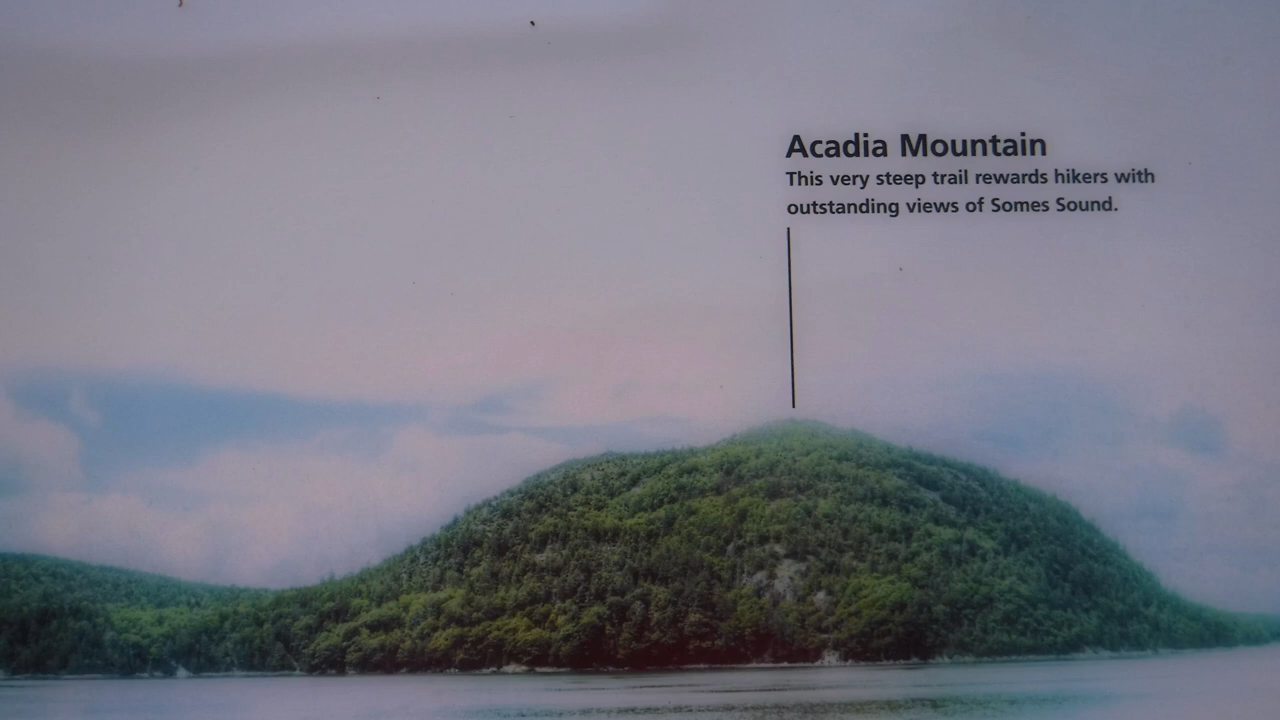 Acadia Mountain
This very steep trail rewards hikers with
outstanding views of Somes Sound.